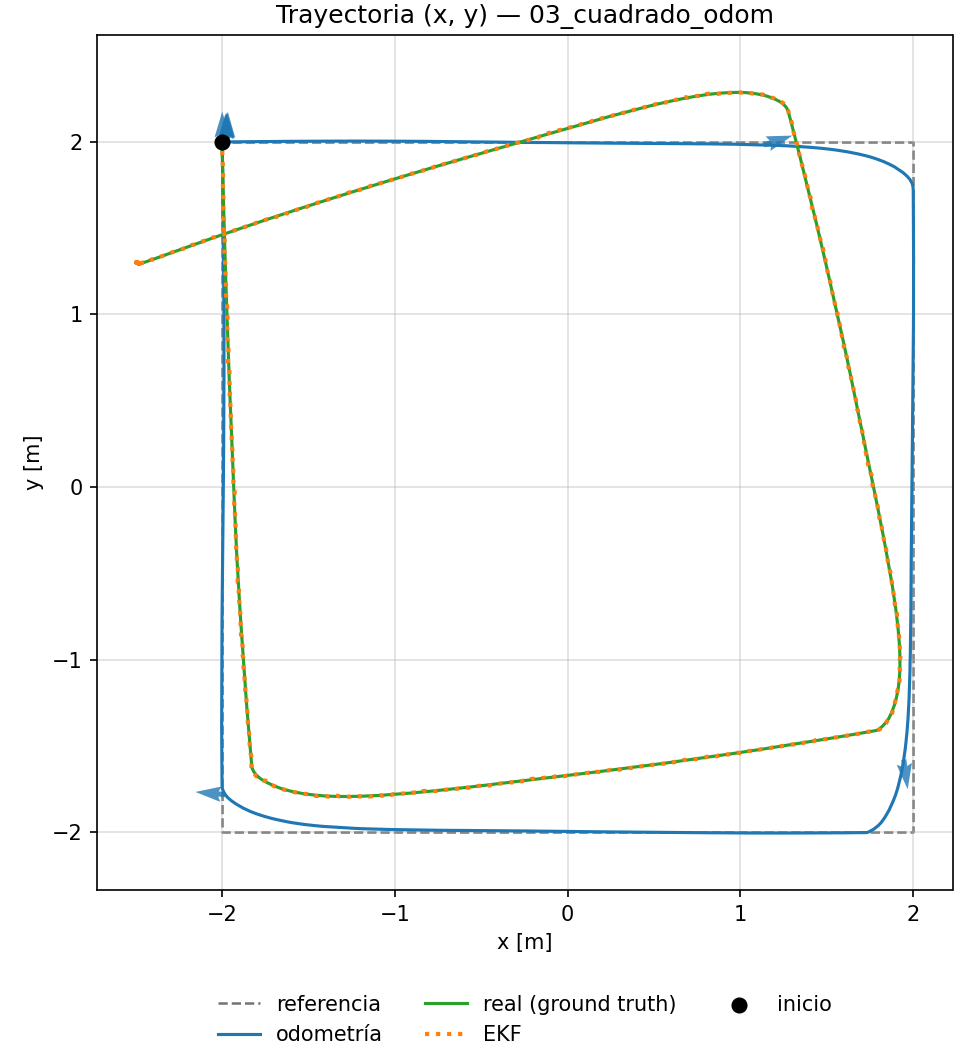 Trayectoria (x, y) — 03_cuadrado_odom
y [m]
2
1
0
−1
−2
−2 −1 0 1 2
x [m]
referencia real (ground truth) inicio
odometría EKF